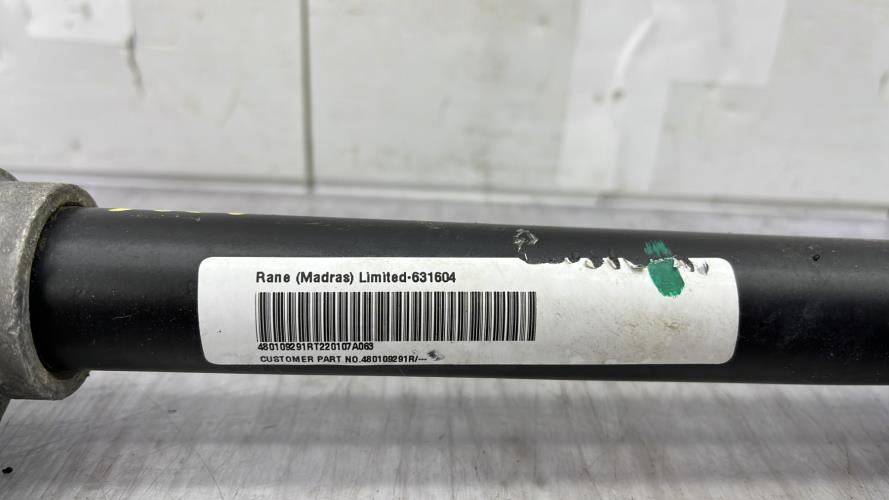 Rane (Madras) Limited-631604
480109291RT220107A063
CUSTOMER PART NO.480109291R/---